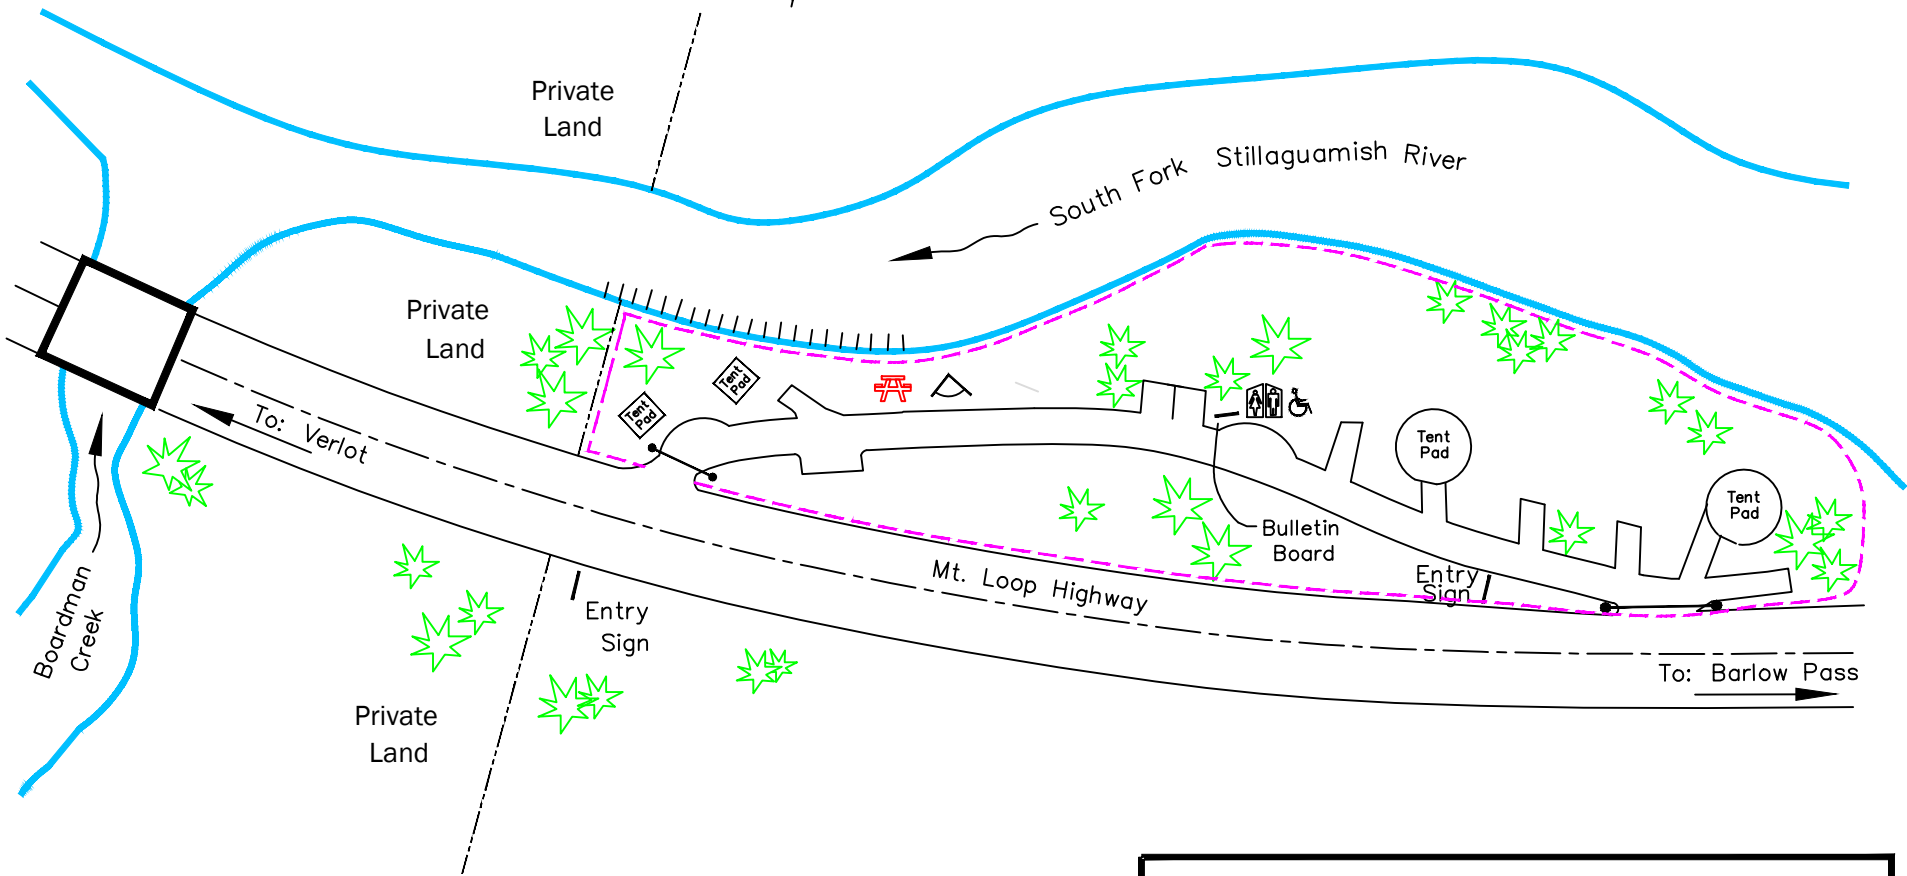 Private
Land
South Fork Stillaguamish River
Private
Land
Tent
Pad
Tent
Pad
To: Verlot
Tent
Pad
Tent
Pad
Bulletin
Board
Mt. Loop Highway
Entry
Sign
Boardman
Creek
Entry
Sign
To: Barlow Pass
Private
Land